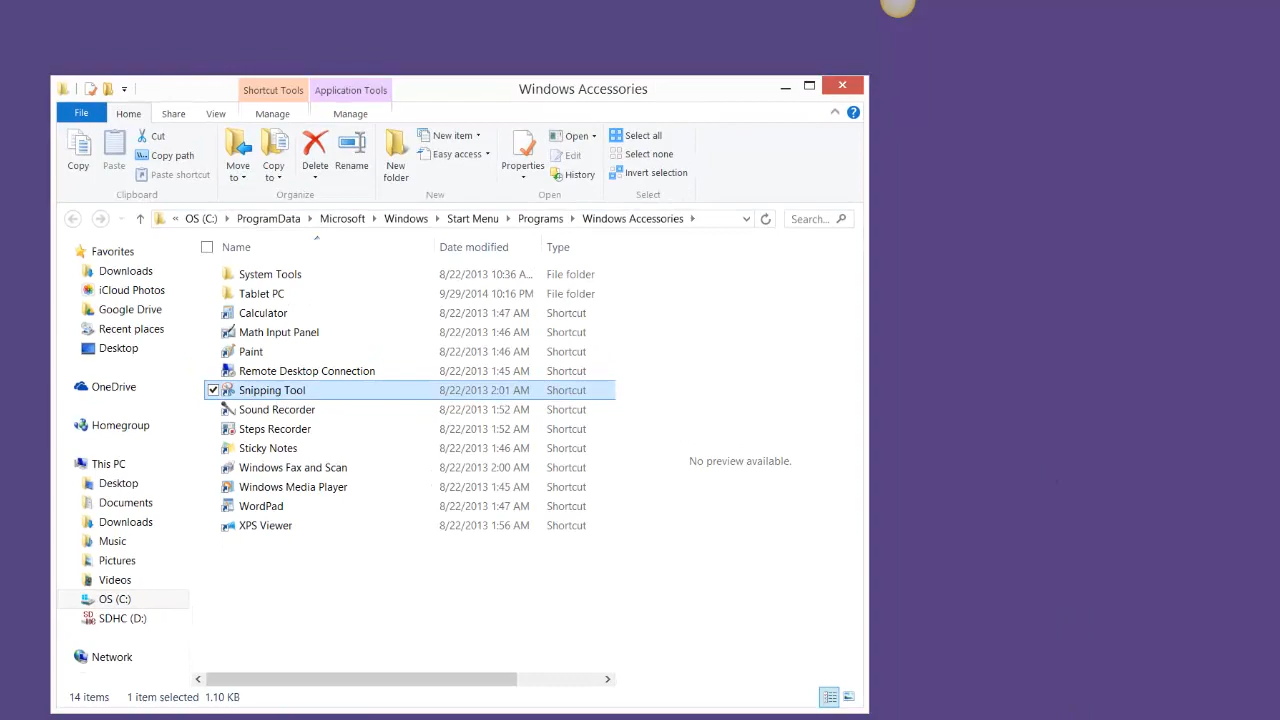 Shortcut Tools
Application Tools
Windows Accessories
File
Home
Share
View
Manage
Manage
Copy
Paste
Cut
Copy path
Paste shortcut
Clipboard
Move to
Copy to
Delete
Rename
Organize
New folder
New item
Easy access
New
Properties
Open
Edit
History
Open
Select all
Select none
Invert selection
Select
« OS (C:) ProgramData Microsoft Windows Start Menu Programs Windows Accessories
Search...
Favorites
Downloads
iCloud Photos
Google Drive
Recent places
Desktop
OneDrive
Homegroup
This PC
Desktop
Documents
Downloads
Music
Pictures
Videos
OS (C:)
SDHC (D:)
Network
Name Date modified Type
System Tools 8/22/2013 10:36 A... File folder
Tablet PC 9/29/2014 10:16 PM File folder
Calculator 8/22/2013 1:47 AM Shortcut
Math Input Panel 8/22/2013 1:46 AM Shortcut
Paint 8/22/2013 1:46 AM Shortcut
Remote Desktop Connection 8/22/2013 1:45 AM Shortcut
Snipping Tool 8/22/2013 2:01 AM Shortcut
Sound Recorder 8/22/2013 1:52 AM Shortcut
Steps Recorder 8/22/2013 1:52 AM Shortcut
Sticky Notes 8/22/2013 1:46 AM Shortcut
Windows Fax and Scan 8/22/2013 2:00 AM Shortcut
Windows Media Player 8/22/2013 1:45 AM Shortcut
WordPad 8/22/2013 1:47 AM Shortcut
XPS Viewer 8/22/2013 1:56 AM Shortcut
No preview available.
14 items 1 item selected 1.10 KB